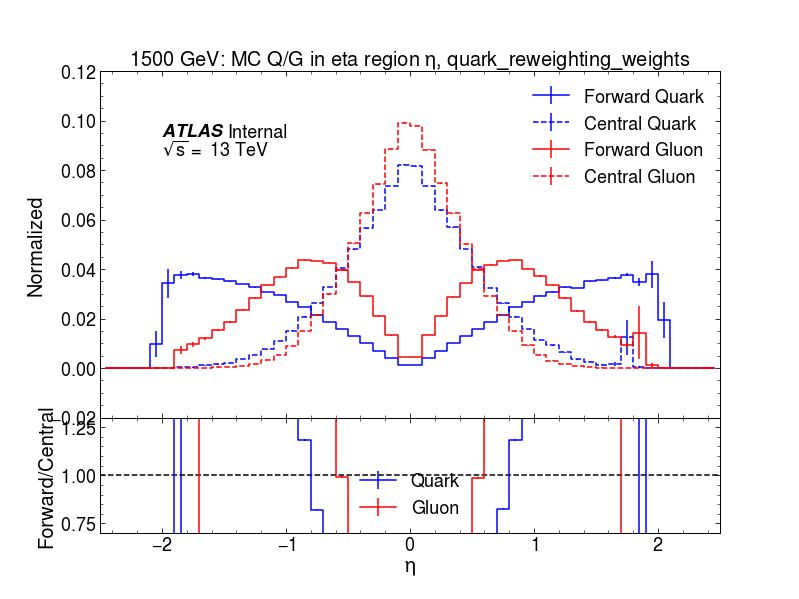 1500 GeV: MC Q/G in eta region η, quark_reweighting_weights
0.12
0.10
0.08
0.06
0.04
0.02
0.00
−0.02
Normalized
ATLAS Internal
√s = 13 TeV
Forward Quark
Central Quark
Forward Gluon
Central Gluon
1.25
1.00
0.75
Forward/Central
Quark
Gluon
−2
−1
0
1
2
η